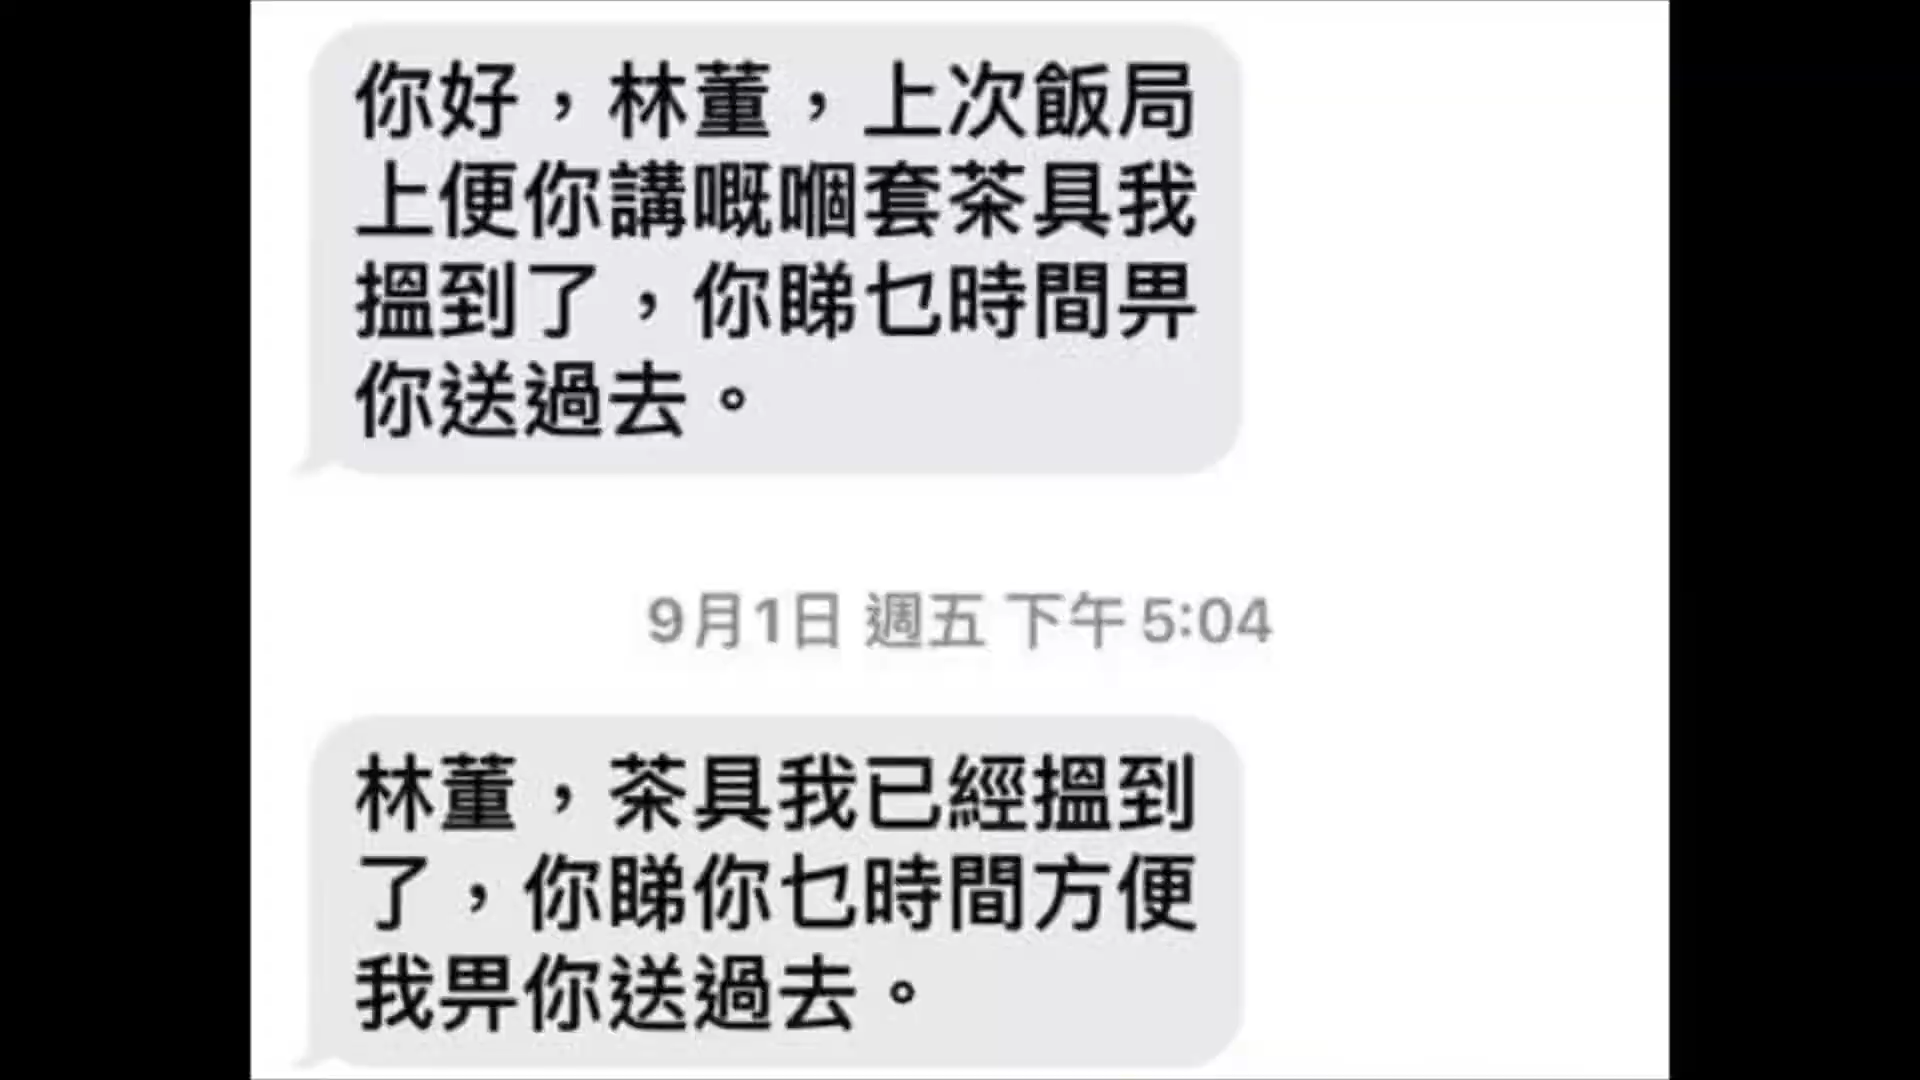 你好，林董，上次飯局
上便你講嘅嗰套茶具我
搵到了，你睇乜時間畀
你送過去。
9月1日 週五 下午5:04
林董，茶具我已經搵到
了，你睇你乜時間方便
我畀你送過去。